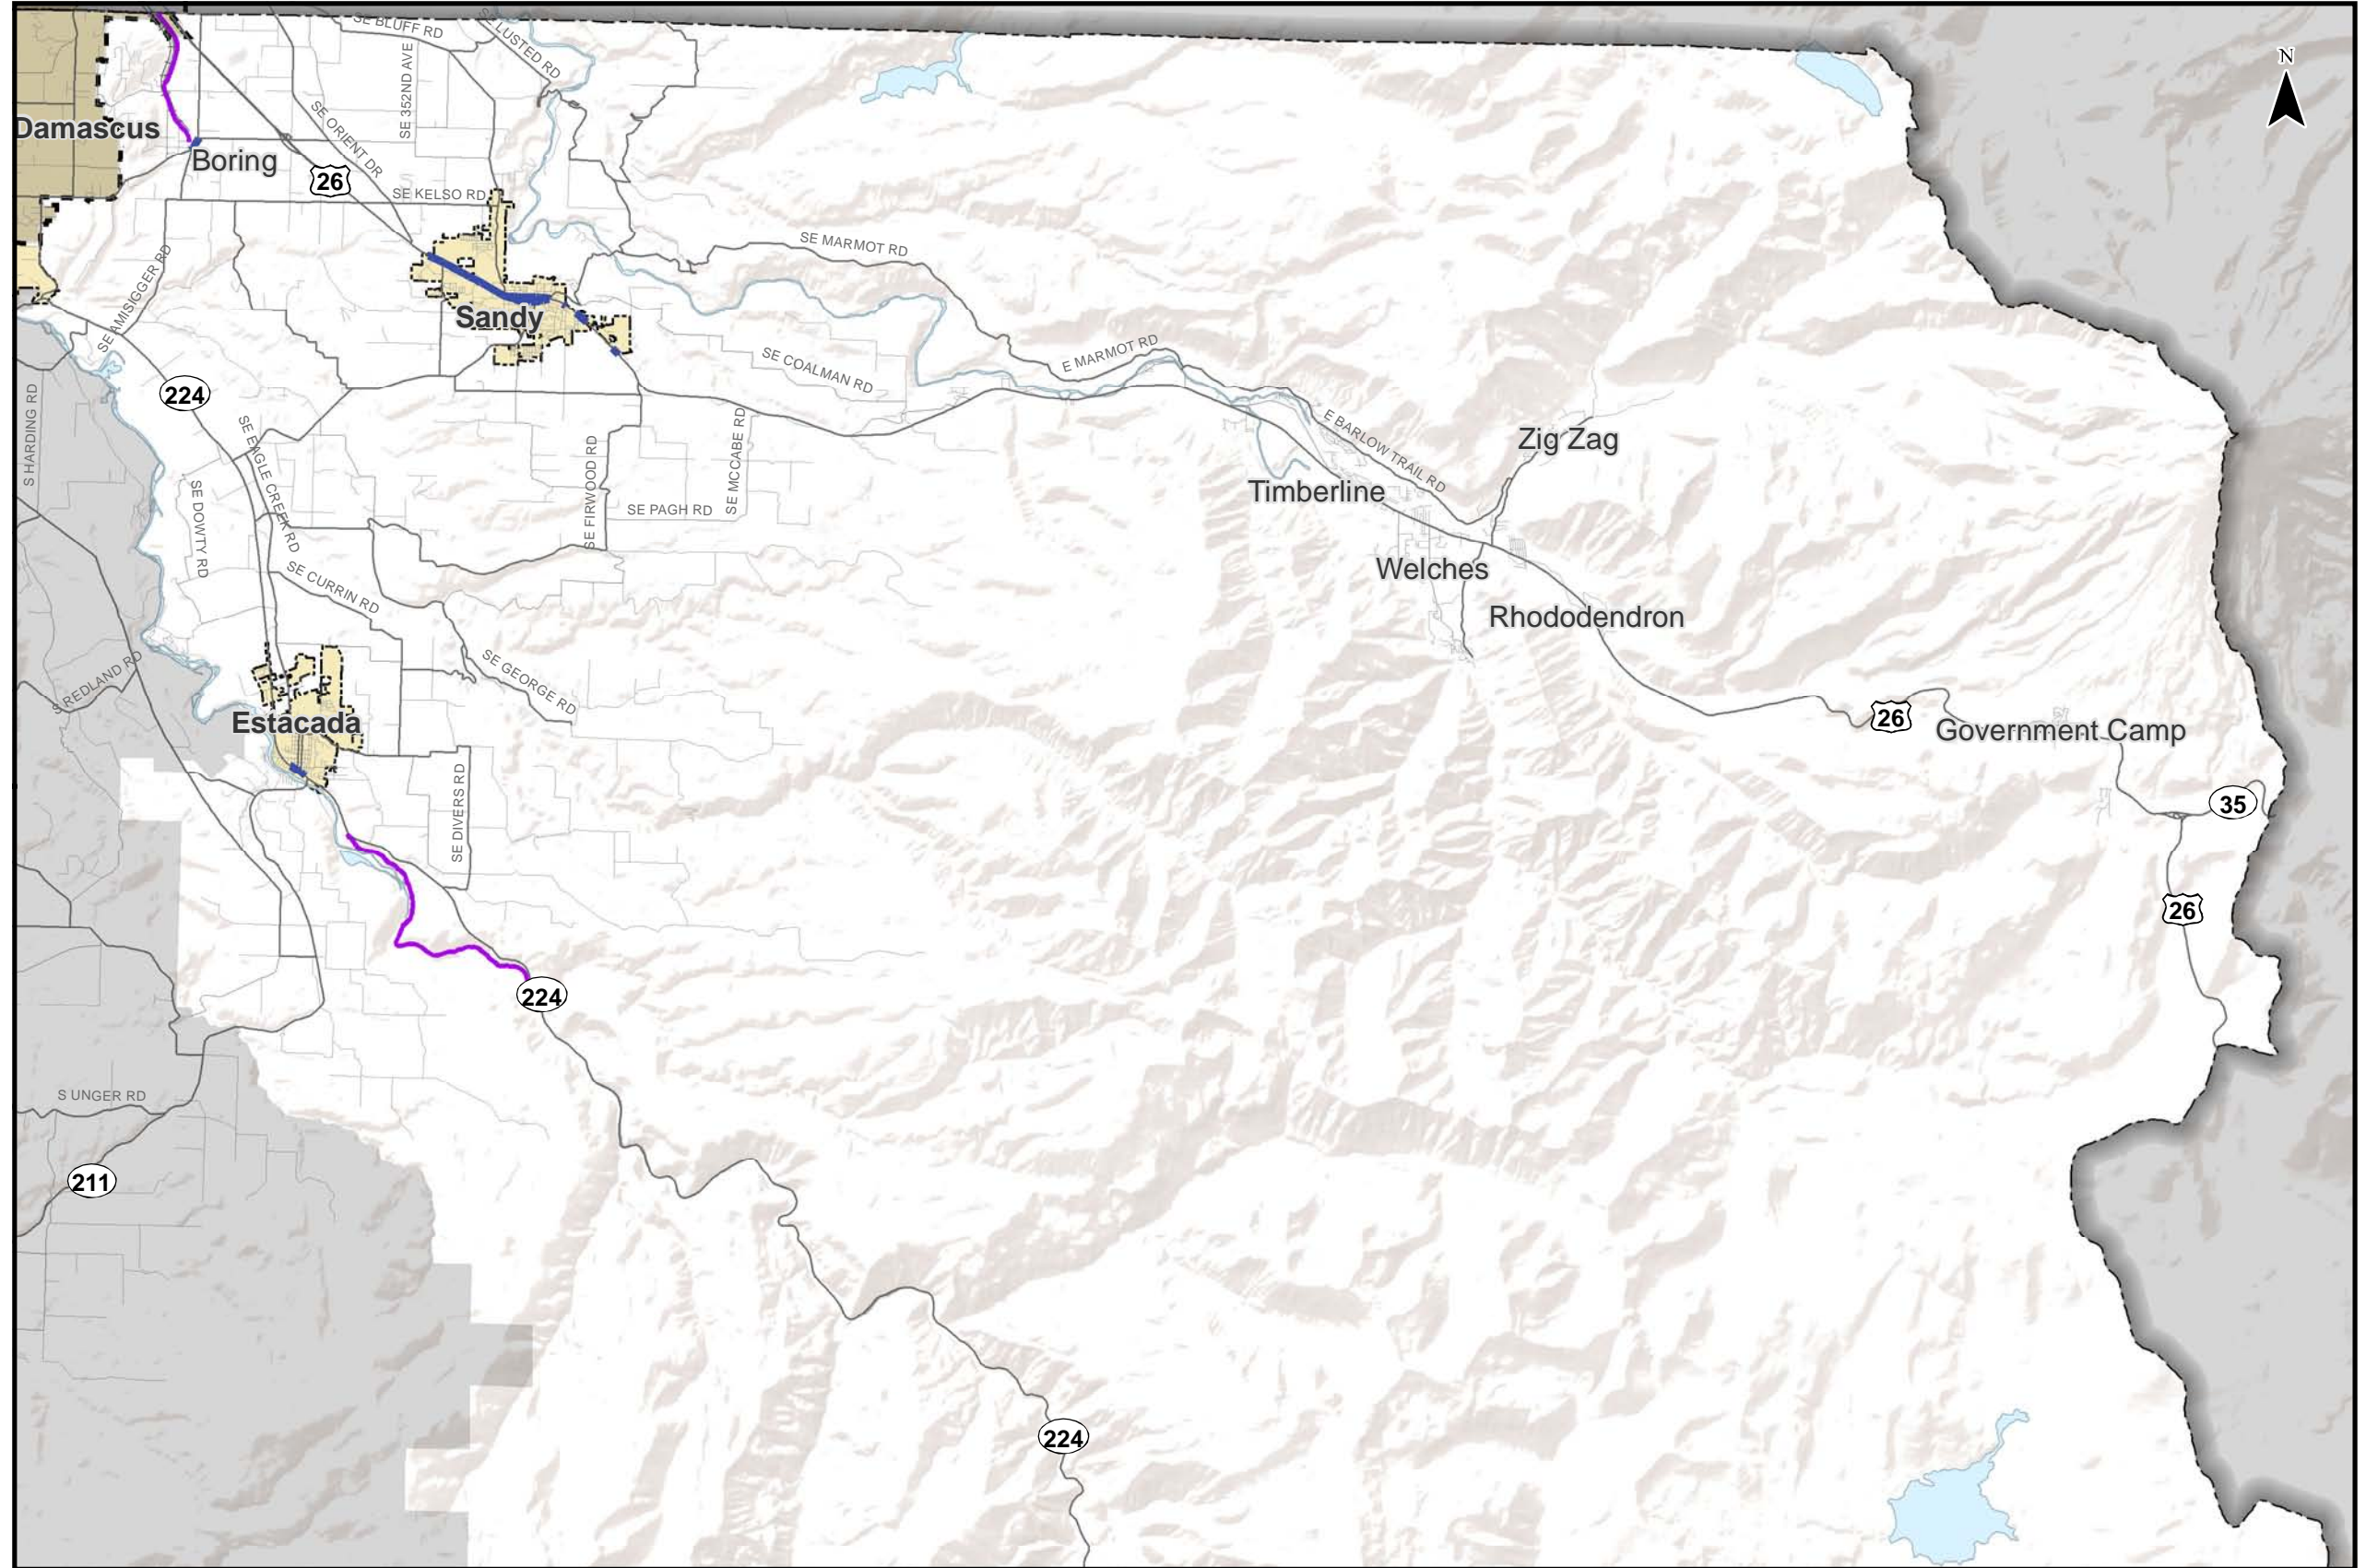 N
SE BLUFF RD
SE LUSTED RD
SE 352ND AVE
Damascus
SE ORIENT DR
Boring
26
SE KELSO RD
SE MARMOT RD
SE AMISIGGER RD
Sandy
E MARMOT RD
SE COALMAN RD
224
S HARDING RD
SE EAGLE CREEK RD
SE FIRWOOD RD
SE MCCABE RD
E BARLOW TRAIL RD
Zig Zag
Timberline
SE DOWTY RD
SE PAGH RD
Welches
SE CURRIN RD
Rhododendron
S REDLAND RD
SE GEORGE RD
Estacada
26
Government Camp
SE DIVERS RD
35
26
224
S UNGER RD
211
224